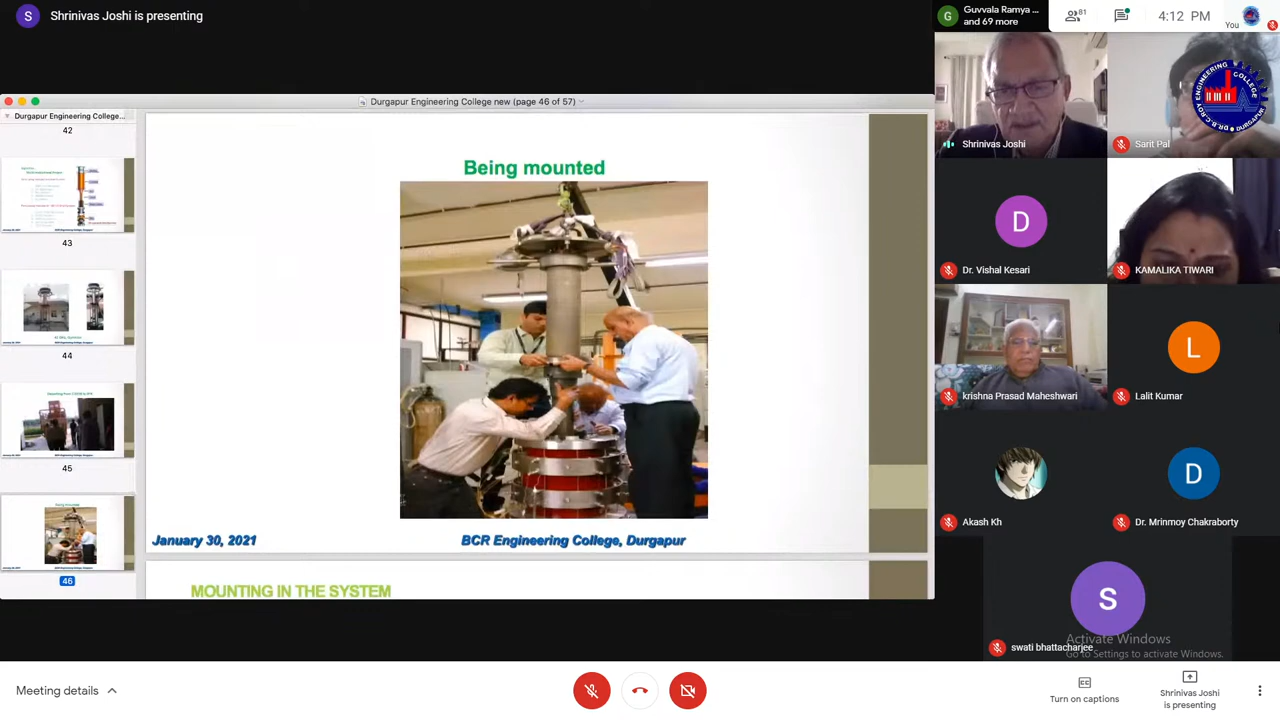 S
Shrinivas Joshi is presenting
G
Guvvala Ramya ...
and 69 more
81
4:12 PM
You
Durgapur Engineering College new (page 46 of 57)
Durgapur Engineering College...
42
43
44
45
46
Being mounted
January 30, 2021
BCR Engineering College, Durgapur
MOUNTING IN THE SYSTEM
Shrinivas Joshi
Sarit Pal
D
Dr. Vishal Kesari
KAMALIKA TIWARI
krishna Prasad Maheshwari
L
Lalit Kumar
Akash Kh
D
Dr. Mrinmoy Chakraborty
S
swati bhattacharjee
Activate Windows
Go to Settings to activate Windows.
Meeting details
CC
Turn on captions
Shrinivas Joshi
is presenting